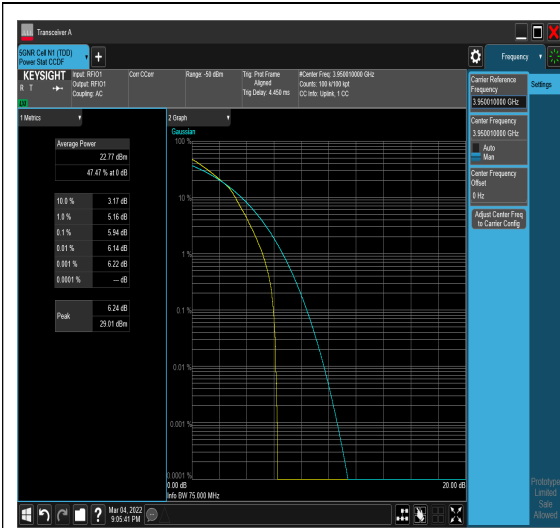 Transceiver A
5GNR Cell N1 (TDD)
Power Stat CCDF
Frequency
KEYSIGHT
R T
Input: RFIO1
Output: RFIO1
Coupling: AC
Corr CCorr
Range: -50 dBm
Trig: Prot Frame
Aligned
Trig Delay: 4.450 ms
#Center Freq: 3.950010000 GHz
Counts: 100 k/100 kpt
CC Info: Uplink, 1 CC
1 Metrics
Average Power
22.77 dBm
47.47 % at 0 dB
10.0 % 3.17 dB
1.0 % 5.16 dB
0.1 % 5.94 dB
0.01 % 6.14 dB
0.001 % 6.22 dB
0.0001 % --- dB
Peak
6.24 dB
29.01 dBm
2 Graph
Gaussian
100 %
10 %
1 %
0.1 %
0.01 %
0.001 %
0.0001 %
0.00 dB
20.00 dB
Info BW 75.000 MHz
Carrier Reference
Frequency
3.950010000 GHz
Center Frequency
3.950010000 GHz
Auto
Man
Center Frequency
Offset
0 Hz
Adjust Center Freq
to Carrier Config
Settings
Prototype
Limited
Sale
Allowed
Mar 04, 2022
9:05:41 PM